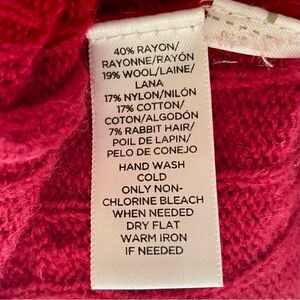 40% RAYON/
RAYONNE/RAYÓN
19% WOOL/LAINE/
LANA
17% NYLON/NILÓN
17% COTTON/
COTON/ALGODÓN
7% RABBIT HAIR/
POIL DE LAPIN/
PELO DE CONEJO
HAND WASH
COLD
ONLY NON-
CHLORINE BLEACH
WHEN NEEDED
DRY FLAT
WARM IRON
IF NEEDED